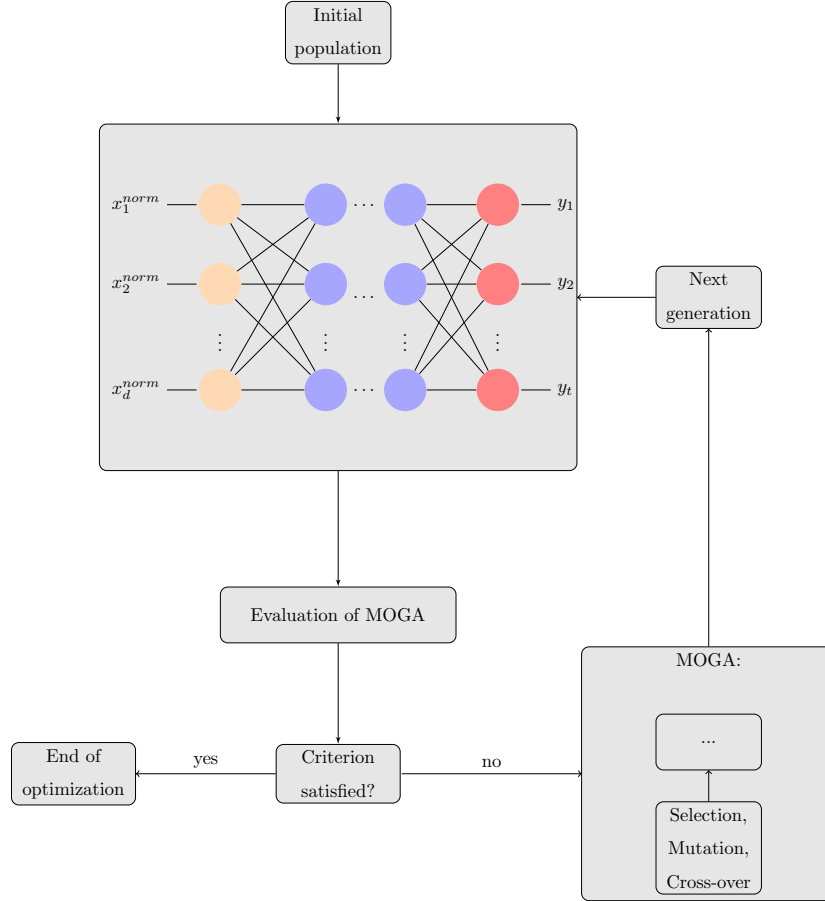 Initial
population
x_1^{norm} ... y_1
x_2^{norm} ... y_2
⋮ ⋮ ⋮ ⋮
x_d^{norm} ... y_t
Next
generation
Evaluation of MOGA
MOGA:
...
Selection,
Mutation,
Cross-over
Criterion
satisfied?
yes
no
End of
optimization